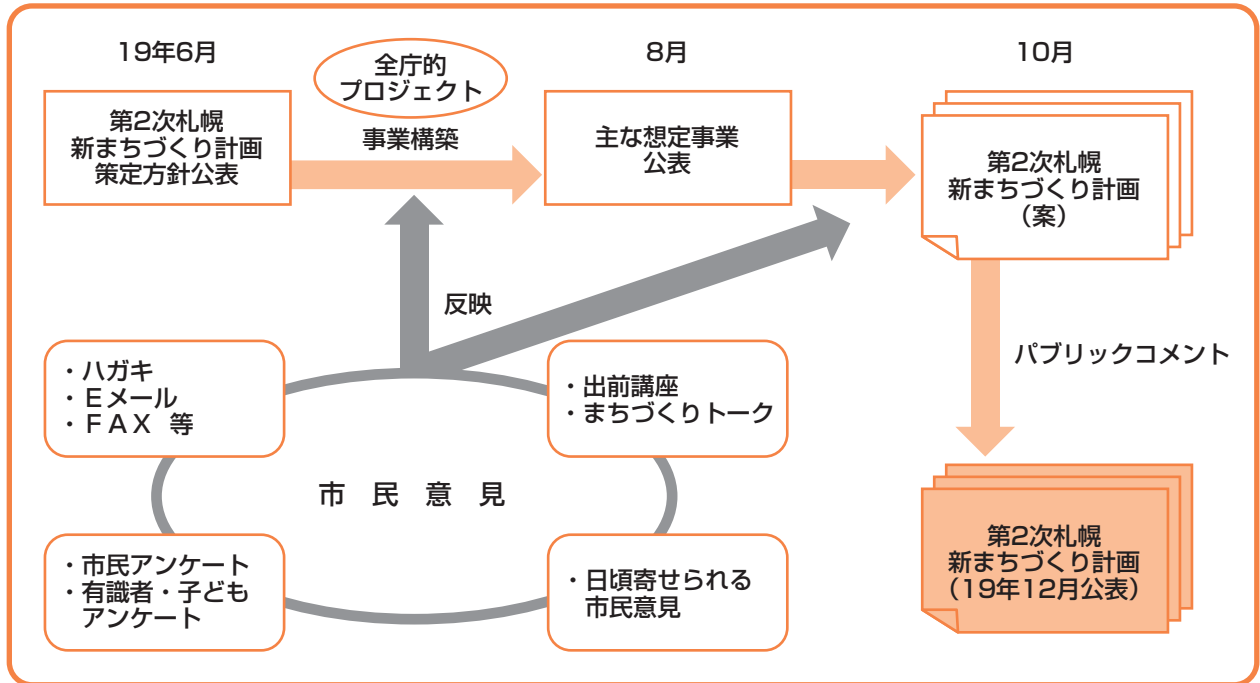 19年6月
全庁的
プロジェクト
8月
10月
第2次札幌
新まちづくり計画
策定方針公表
事業構築
主な想定事業
公表
第2次札幌
新まちづくり計画
（案）
反映
パブリックコメント
・ハガキ
・Eメール
・FAX 等
・出前講座
・まちづくりトーク
市 民 意 見
・市民アンケート
・有識者・子ども
アンケート
・日頃寄せられる
市民意見
第2次札幌
新まちづくり計画
（19年12月公表）